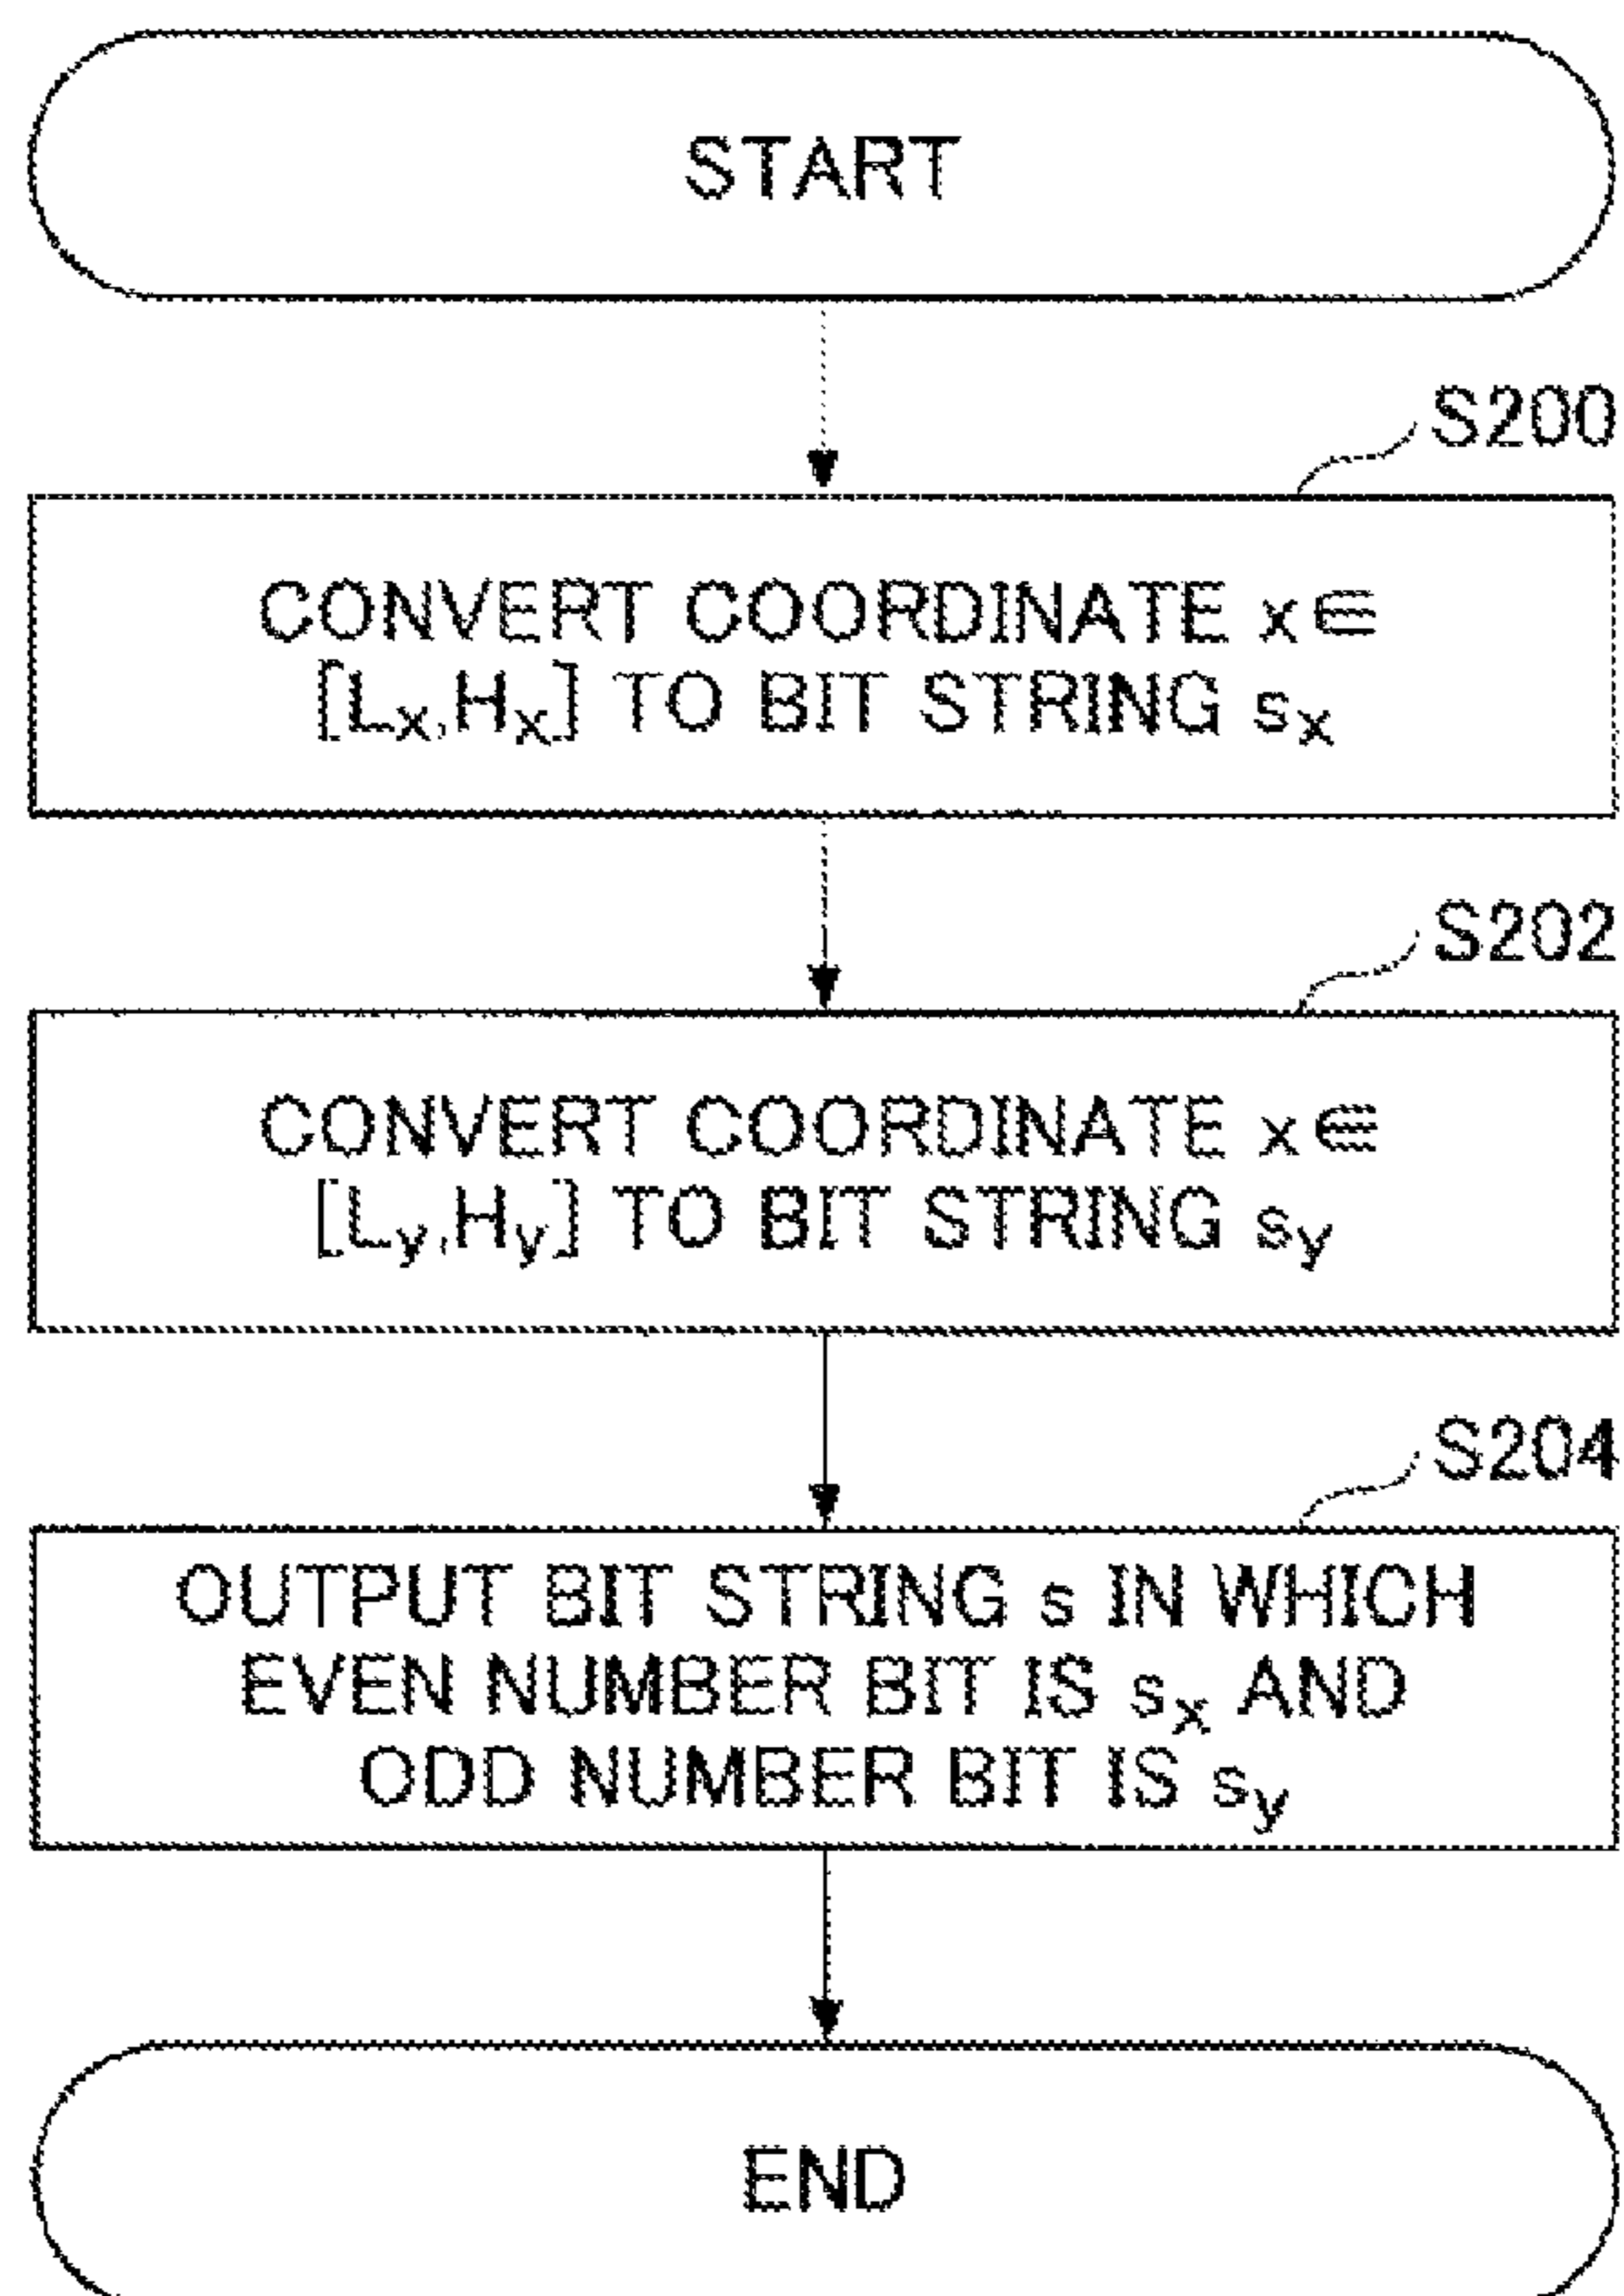 START
S200
CONVERT COORDINATE x∈
[Lx,Hx] TO BIT STRING sx
S202
CONVERT COORDINATE x∈
[Ly,Hy] TO BIT STRING sy
S204
OUTPUT BIT STRING s IN WHICH
EVEN NUMBER BIT IS sx AND
ODD NUMBER BIT IS sy
END